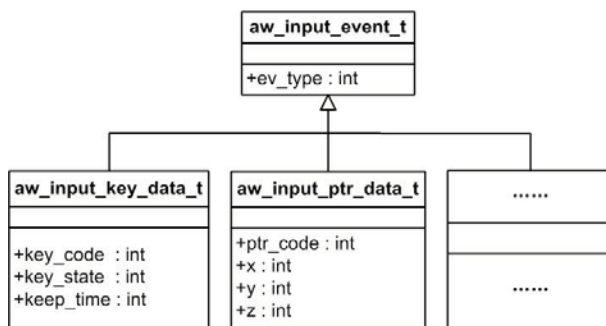 aw_input_event_t
+ev_type : int
aw_input_key_data_t
+key_code : int
+key_state : int
+keep_time : int
aw_input_ptr_data_t
+ptr_code : int
+x : int
+y : int
+z : int
......
......